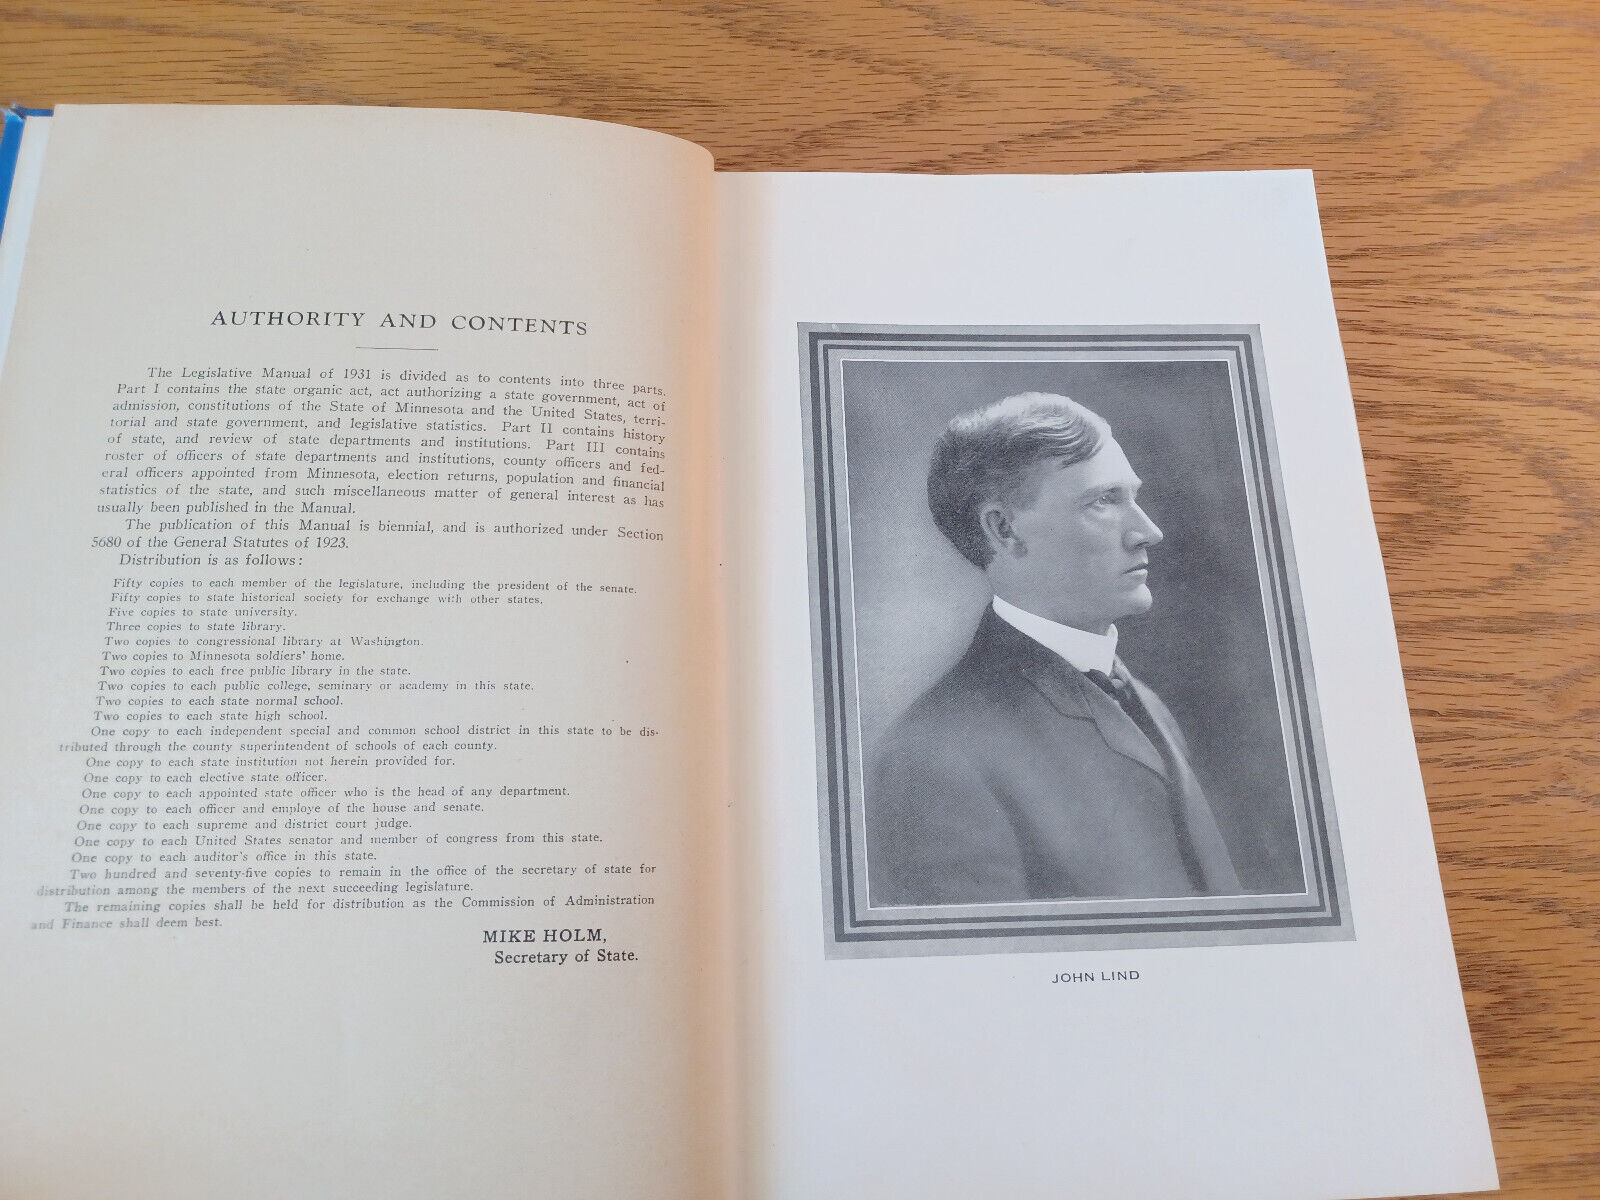 AUTHORITY AND CONTENTS
The Legislative Manual of 1931 is divided as to contents into three parts.
Part I contains the state organic act, act authorizing a state government, act of
admission, constitutions of the State of Minnesota and the United States, terri-
torial and state government, and legislative statistics. Part II contains history
of state, and review of state departments and institutions. Part III contains
roster of officers of state departments and institutions, county officers and fed-
eral officers appointed from Minnesota, election returns, population and financial
statistics of the state, and such miscellaneous matter of general interest as has
usually been published in the Manual.
The publication of this Manual is biennial, and is authorized under Section
5680 of the General Statutes of 1923.
Distribution is as follows:
Fifty copies to each member of the legislature, including the president of the senate.
Fifty copies to state historical society for exchange with other states.
Five copies to state university.
Three copies to state library.
Two copies to congressional library at Washington.
Two copies to Minnesota soldiers' home.
Two copies to each free public library in the state.
Two copies to each public college, seminary or academy in this state.
Two copies to each state normal school.
Two copies to each state high school.
One copy to each independent special and common school district in this state to be dis-
tributed through the county superintendent of schools of each county.
One copy to each state institution not herein provided for.
One copy to each elective state officer.
One copy to each appointed state officer who is the head of any department.
One copy to each officer and employe of the house and senate.
One copy to each supreme and district court judge.
One copy to each United States senator and member of congress from this state.
One copy to each auditor's office in this state.
Two hundred and seventy-five copies to remain in the office of the secretary of state for
distribution among the members of the next succeeding legislature.
The remaining copies shall be held for distribution as the Commission of Administration
and Finance shall deem best.
MIKE HOLM,
Secretary of State.
JOHN LIND